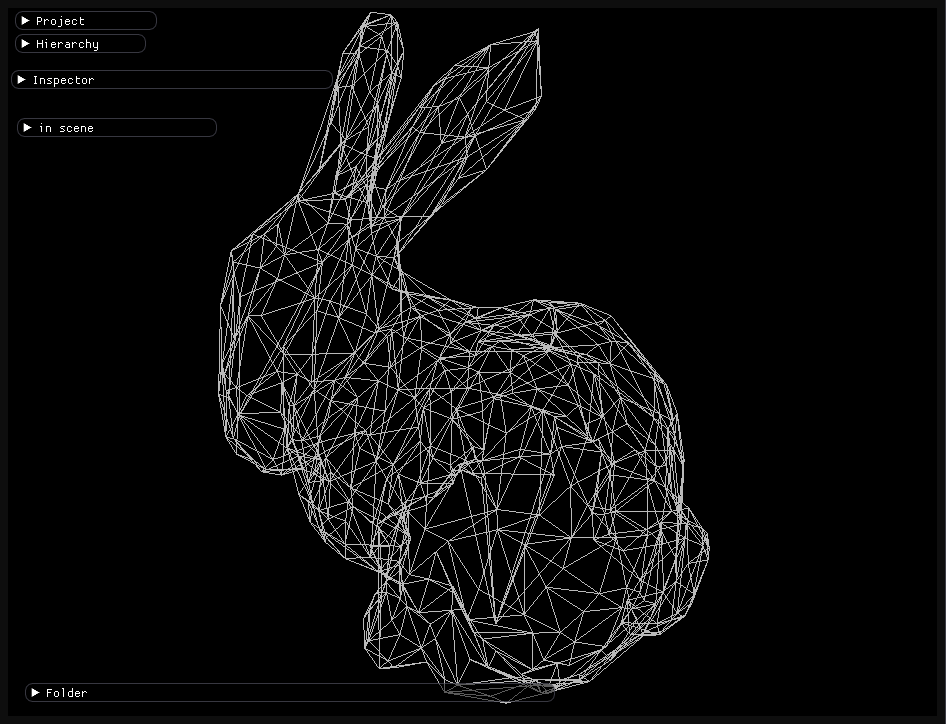 Project
Hierarchy
Inspector
in scene
Folder